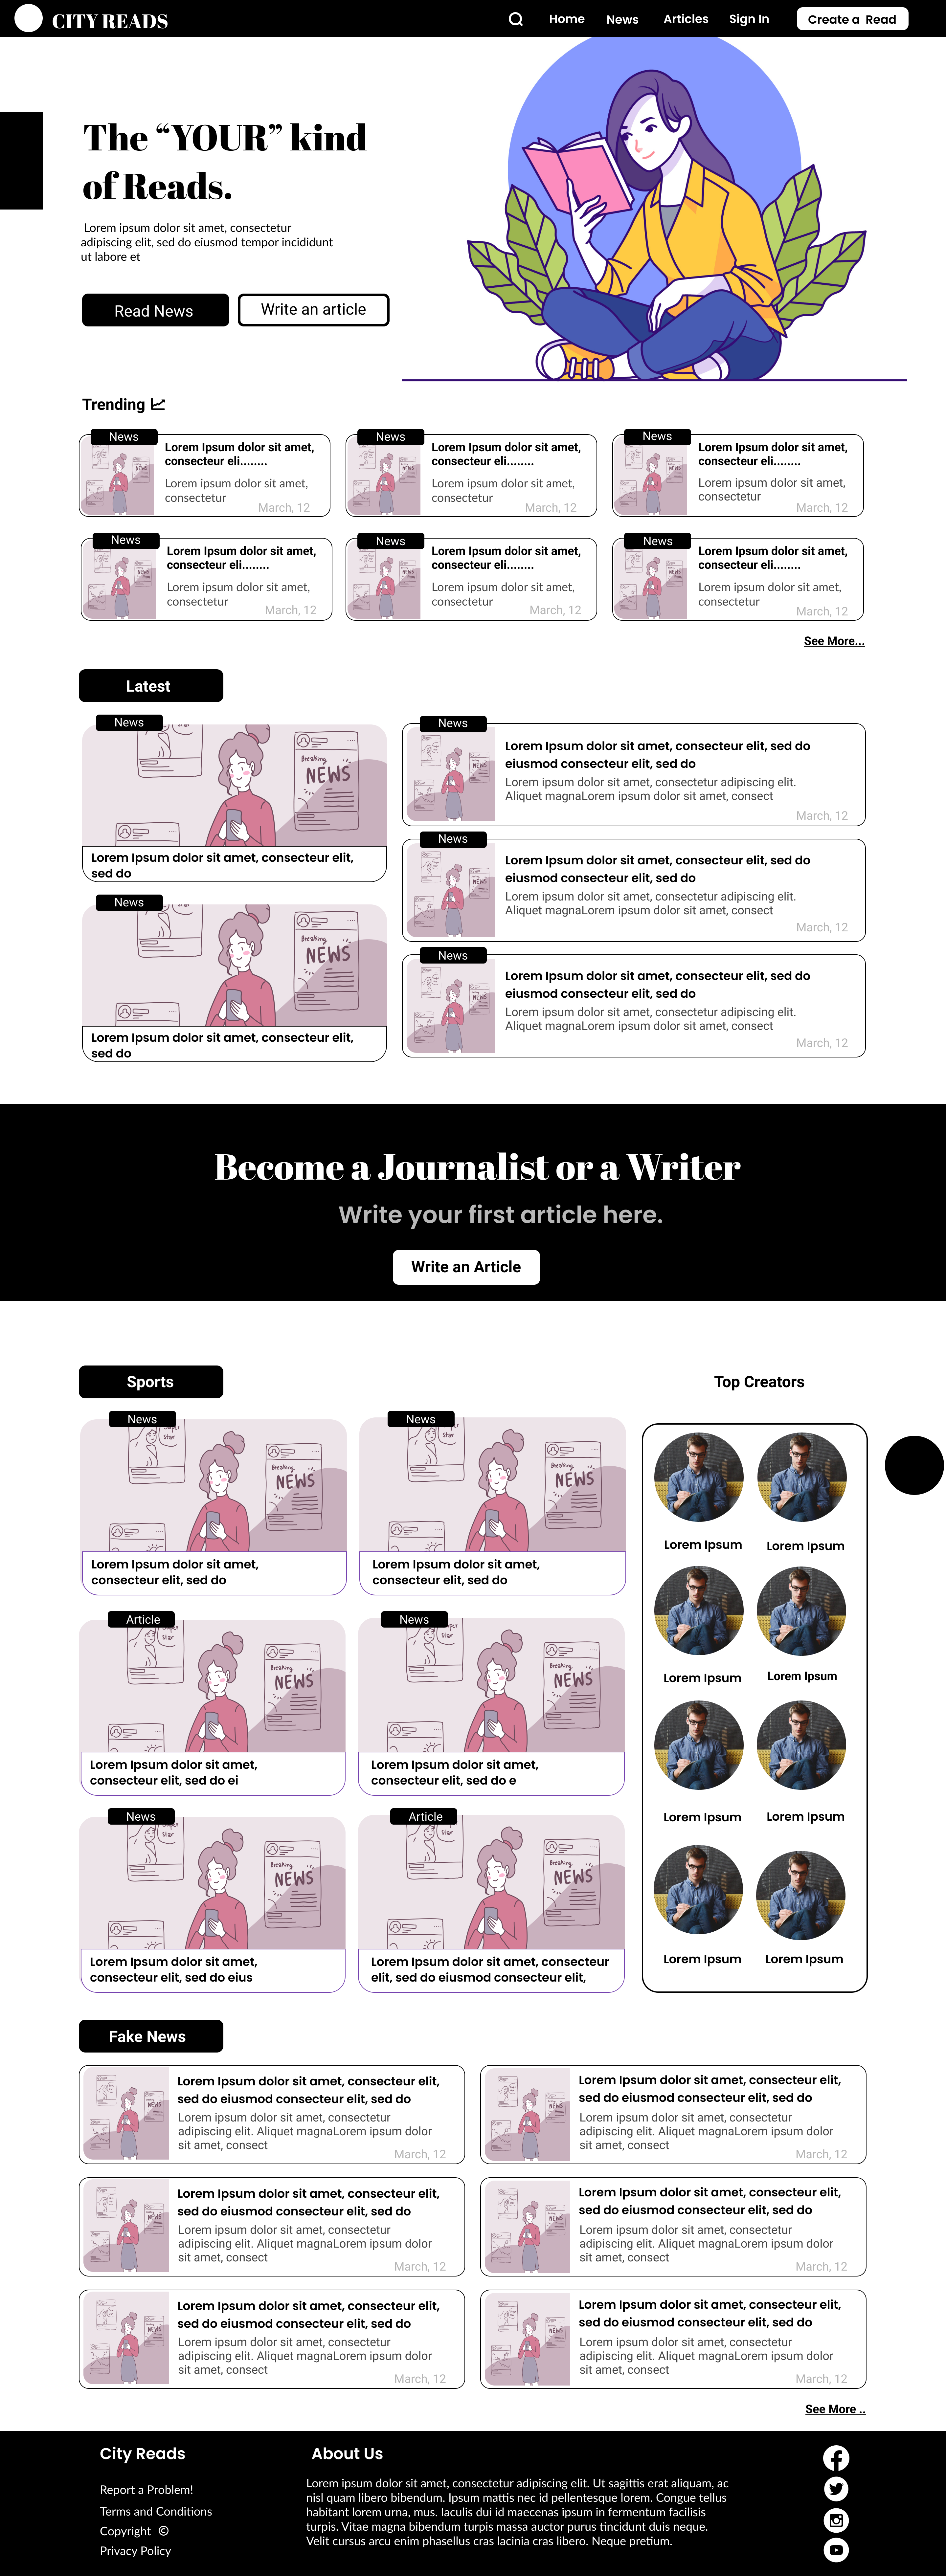 CITY READS
Home
News
Articles
Sign In
Create a Read
The “YOUR” kind
of Reads.
Lorem ipsum dolor sit amet, consectetur
adipiscing elit, sed do eiusmod tempor incididunt
ut labore et
Read News
Write an article
Trending
News
Lorem Ipsum dolor sit amet,
consecteur eli........
Lorem ipsum dolor sit amet,
consectetur
March, 12
News
Lorem Ipsum dolor sit amet,
consecteur eli........
Lorem ipsum dolor sit amet,
consectetur
March, 12
News
Lorem Ipsum dolor sit amet,
consecteur eli........
Lorem ipsum dolor sit amet,
consectetur
March, 12
News
Lorem Ipsum dolor sit amet,
consecteur eli........
Lorem ipsum dolor sit amet,
consectetur
March, 12
News
Lorem Ipsum dolor sit amet,
consecteur eli........
Lorem ipsum dolor sit amet,
consectetur
March, 12
News
Lorem Ipsum dolor sit amet,
consecteur eli........
Lorem ipsum dolor sit amet,
consectetur
March, 12
See More...
Latest
News
Breaking
NEWS
Lorem Ipsum dolor sit amet, consecteur elit,
sed do
News
Breaking
NEWS
Lorem Ipsum dolor sit amet, consecteur elit,
sed do
News
NEWS
Lorem Ipsum dolor sit amet, consecteur elit, sed do
eiusmod consecteur elit, sed do
Lorem ipsum dolor sit amet, consectetur adipiscing elit.
Aliquet magnaLorem ipsum dolor sit amet, consect
March, 12
News
NEWS
Lorem Ipsum dolor sit amet, consecteur elit, sed do
eiusmod consecteur elit, sed do
Lorem ipsum dolor sit amet, consectetur adipiscing elit.
Aliquet magnaLorem ipsum dolor sit amet, consect
March, 12
News
NEWS
Lorem Ipsum dolor sit amet, consecteur elit, sed do
eiusmod consecteur elit, sed do
Lorem ipsum dolor sit amet, consectetur adipiscing elit.
Aliquet magnaLorem ipsum dolor sit amet, consect
March, 12
Become a Journalist or a Writer
Write your first article here.
Write an Article
Sports
News
Breaking
NEWS
Lorem Ipsum dolor sit amet,
consecteur elit, sed do
News
Breaking
NEWS
Lorem Ipsum dolor sit amet,
consecteur elit, sed do
Article
Star
Breaking
NEWS
Lorem Ipsum dolor sit amet,
consecteur elit, sed do ei
News
Star
Breaking
NEWS
Lorem Ipsum dolor sit amet,
consecteur elit, sed do e
News
Star
Breaking
NEWS
Lorem Ipsum dolor sit amet,
consecteur elit, sed do eius
Article
Star
Breaking
NEWS
Lorem Ipsum dolor sit amet, consecteur
elit, sed do eiusmod consecteur elit,
Top Creators
Lorem Ipsum
Lorem Ipsum
Lorem Ipsum
Lorem Ipsum
Lorem Ipsum
Lorem Ipsum
Lorem Ipsum
Lorem Ipsum
Fake News
Lorem Ipsum dolor sit amet, consecteur elit,
sed do eiusmod consecteur elit, sed do
Lorem ipsum dolor sit amet, consectetur
adipiscing elit. Aliquet magnaLorem ipsum dolor
sit amet, consect
March, 12
Lorem Ipsum dolor sit amet, consecteur elit,
sed do eiusmod consecteur elit, sed do
Lorem ipsum dolor sit amet, consectetur
adipiscing elit. Aliquet magnaLorem ipsum dolor
sit amet, consect
March, 12
Lorem Ipsum dolor sit amet, consecteur elit,
sed do eiusmod consecteur elit, sed do
Lorem ipsum dolor sit amet, consectetur
adipiscing elit. Aliquet magnaLorem ipsum dolor
sit amet, consect
March, 12
Lorem Ipsum dolor sit amet, consecteur elit,
sed do eiusmod consecteur elit, sed do
Lorem ipsum dolor sit amet, consectetur
adipiscing elit. Aliquet magnaLorem ipsum dolor
sit amet, consect
March, 12
Lorem Ipsum dolor sit amet, consecteur elit,
sed do eiusmod consecteur elit, sed do
Lorem ipsum dolor sit amet, consectetur
adipiscing elit. Aliquet magnaLorem ipsum dolor
sit amet, consect
March, 12
Lorem Ipsum dolor sit amet, consecteur elit,
sed do eiusmod consecteur elit, sed do
Lorem ipsum dolor sit amet, consectetur
adipiscing elit. Aliquet magnaLorem ipsum dolor
sit amet, consect
March, 12
See More ..
City Reads
Report a Problem!
Terms and Conditions
Copyright ©
Privacy Policy
About Us
Lorem ipsum dolor sit amet, consectetur adipiscing elit. Ut sagittis erat aliquam, ac
nisl quam libero bibendum. Ipsum mattis nec id pellentesque lorem. Congue tellus
habitant lorem urna, mus. Iaculis dui id maecenas ipsum in fermentum facilisis
turpis. Vitae magna bibendum turpis massa auctor purus tincidunt duis neque.
Velit cursus arcu enim phasellus cras lacinia cras libero. Neque pretium.